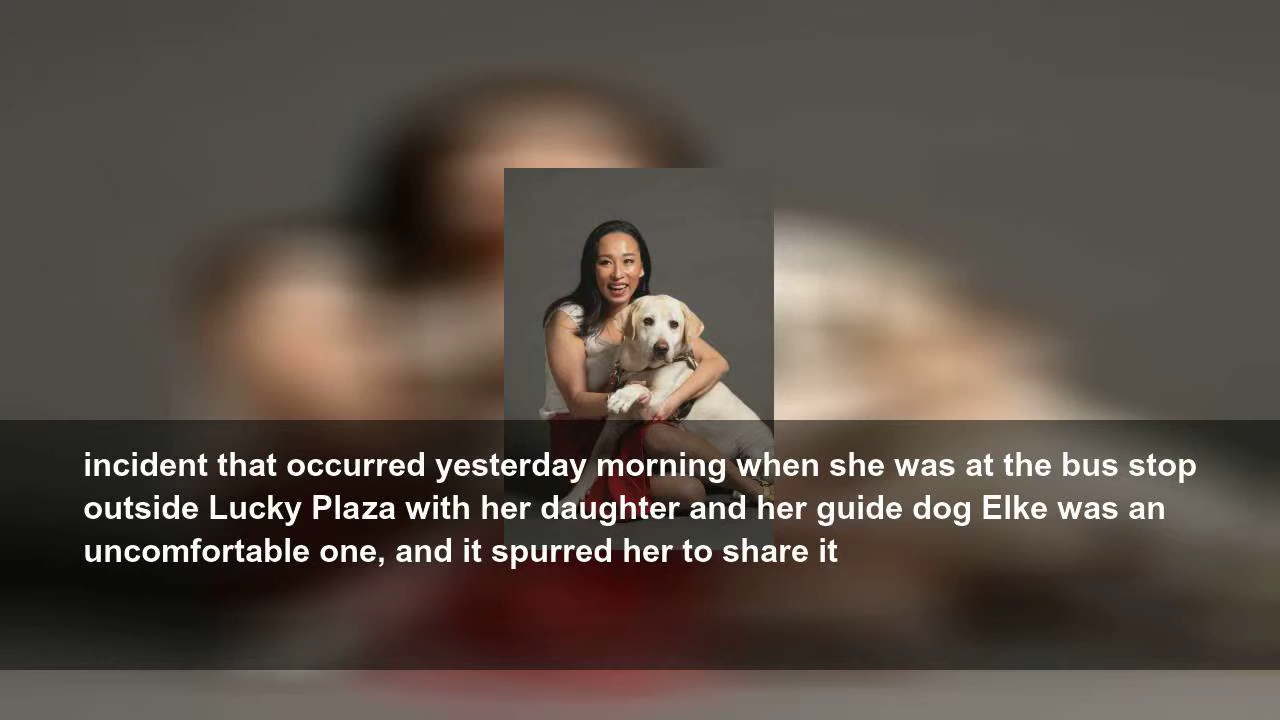 incident that occurred yesterday morning when she was at the bus stop
outside Lucky Plaza with her daughter and her guide dog Elke was an
uncomfortable one, and it spurred her to share it